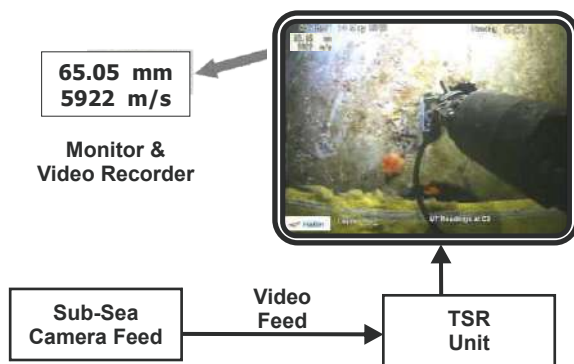 65.05 mm
5922 m/s
Monitor &
Video Recorder
65.05 mm
5922 m/s
UT Readings at C3
Sub-Sea
Camera Feed
Video
Feed
TSR
Unit